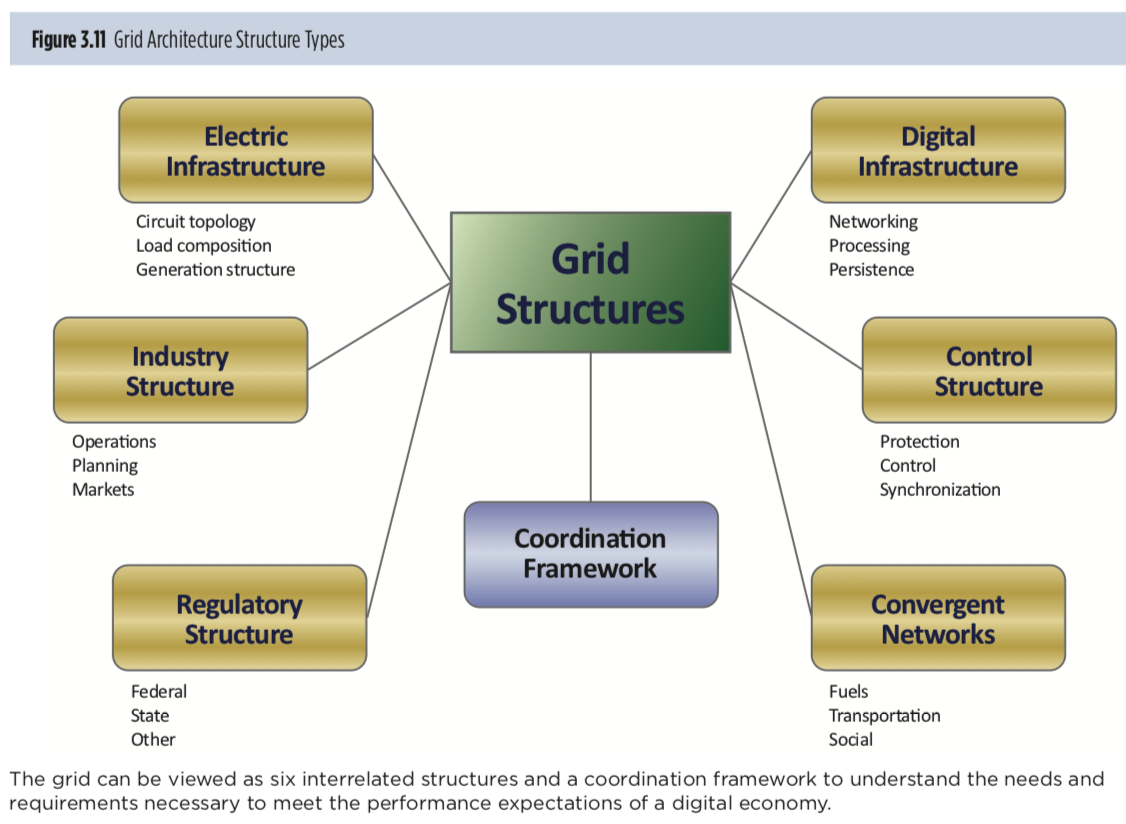 Figure 3.11 Grid Architecture Structure Types
Electric
Infrastructure
Circuit topology
Load composition
Generation structure
Industry
Structure
Operations
Planning
Markets
Regulatory
Structure
Federal
State
Other
Grid
Structures
Coordination
Framework
Digital
Infrastructure
Networking
Processing
Persistence
Control
Structure
Protection
Control
Synchronization
Convergent
Networks
Fuels
Transportation
Social
The grid can be viewed as six interrelated structures and a coordination framework to understand the needs and
requirements necessary to meet the performance expectations of a digital economy.